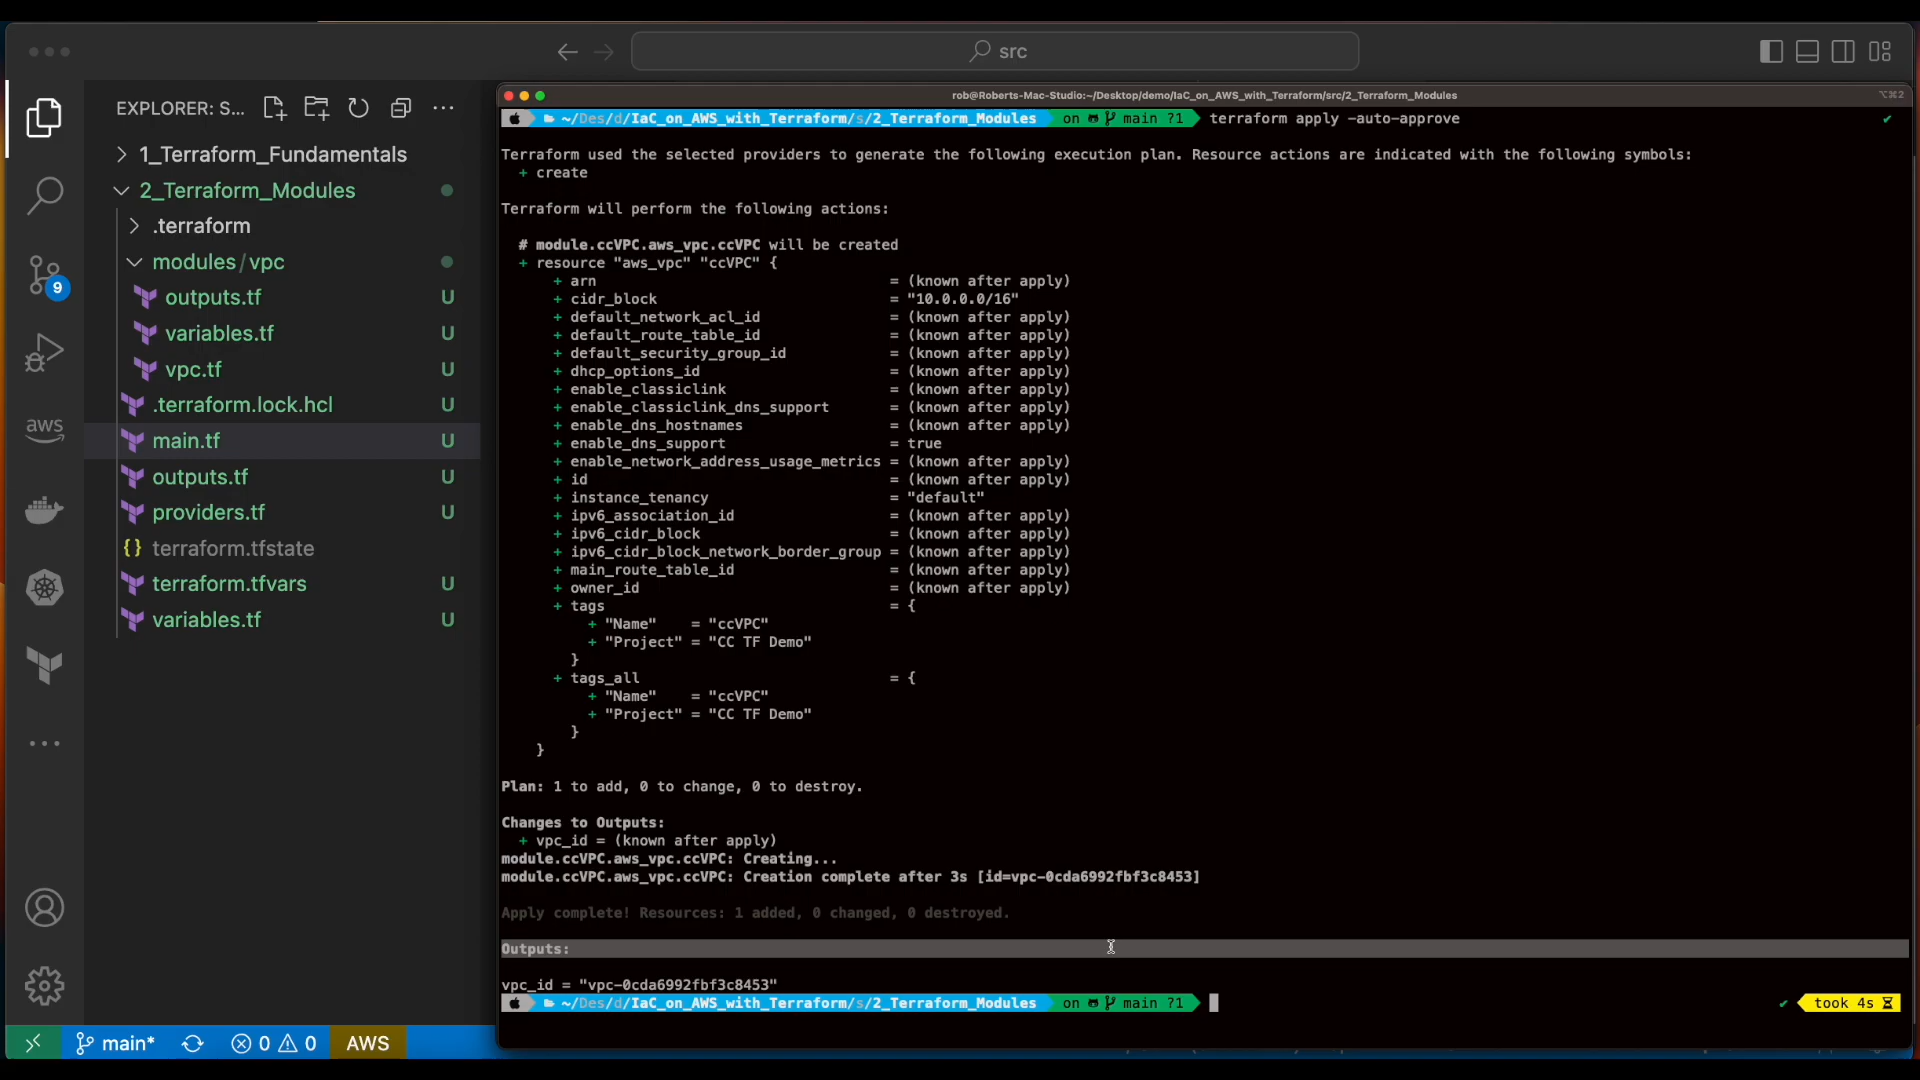 src
EXPLORER: S...
1_Terraform_Fundamentals
2_Terraform_Modules
.terraform
modules/vpc
outputs.tf U
variables.tf U
vpc.tf U
.terraform.lock.hcl U
main.tf U
outputs.tf U
providers.tf U
{} terraform.tfstate
terraform.tfvars U
variables.tf U
9
aws
main*
0 0
AWS
rob@Roberts-Mac-Studio:~/Desktop/demo/IaC_on_AWS_with_Terraform/src/2_Terraform_Modules
⌥⌘2
~/Des/d/IaC_on_AWS_with_Terraform/s/2_Terraform_Modules on main ?1 terraform apply -auto-approve ✔
Terraform used the selected providers to generate the following execution plan. Resource actions are indicated with the following symbols:
+ create
Terraform will perform the following actions:
# module.ccVPC.aws_vpc.ccVPC will be created
+ resource "aws_vpc" "ccVPC" {
+ arn = (known after apply)
+ cidr_block = "10.0.0.0/16"
+ default_network_acl_id = (known after apply)
+ default_route_table_id = (known after apply)
+ default_security_group_id = (known after apply)
+ dhcp_options_id = (known after apply)
+ enable_classiclink = (known after apply)
+ enable_classiclink_dns_support = (known after apply)
+ enable_dns_hostnames = (known after apply)
+ enable_dns_support = true
+ enable_network_address_usage_metrics = (known after apply)
+ id = (known after apply)
+ instance_tenancy = "default"
+ ipv6_association_id = (known after apply)
+ ipv6_cidr_block = (known after apply)
+ ipv6_cidr_block_network_border_group = (known after apply)
+ main_route_table_id = (known after apply)
+ owner_id = (known after apply)
+ tags = {
+ "Name" = "ccVPC"
+ "Project" = "CC TF Demo"
}
+ tags_all = {
+ "Name" = "ccVPC"
+ "Project" = "CC TF Demo"
}
}
Plan: 1 to add, 0 to change, 0 to destroy.
Changes to Outputs:
+ vpc_id = (known after apply)
module.ccVPC.aws_vpc.ccVPC: Creating...
module.ccVPC.aws_vpc.ccVPC: Creation complete after 3s [id=vpc-0cda6992fbf3c8453]
Apply complete! Resources: 1 added, 0 changed, 0 destroyed.
Outputs:
vpc_id = "vpc-0cda6992fbf3c8453"
~/Des/d/IaC_on_AWS_with_Terraform/s/2_Terraform_Modules on main ?1 ✔ took 4s